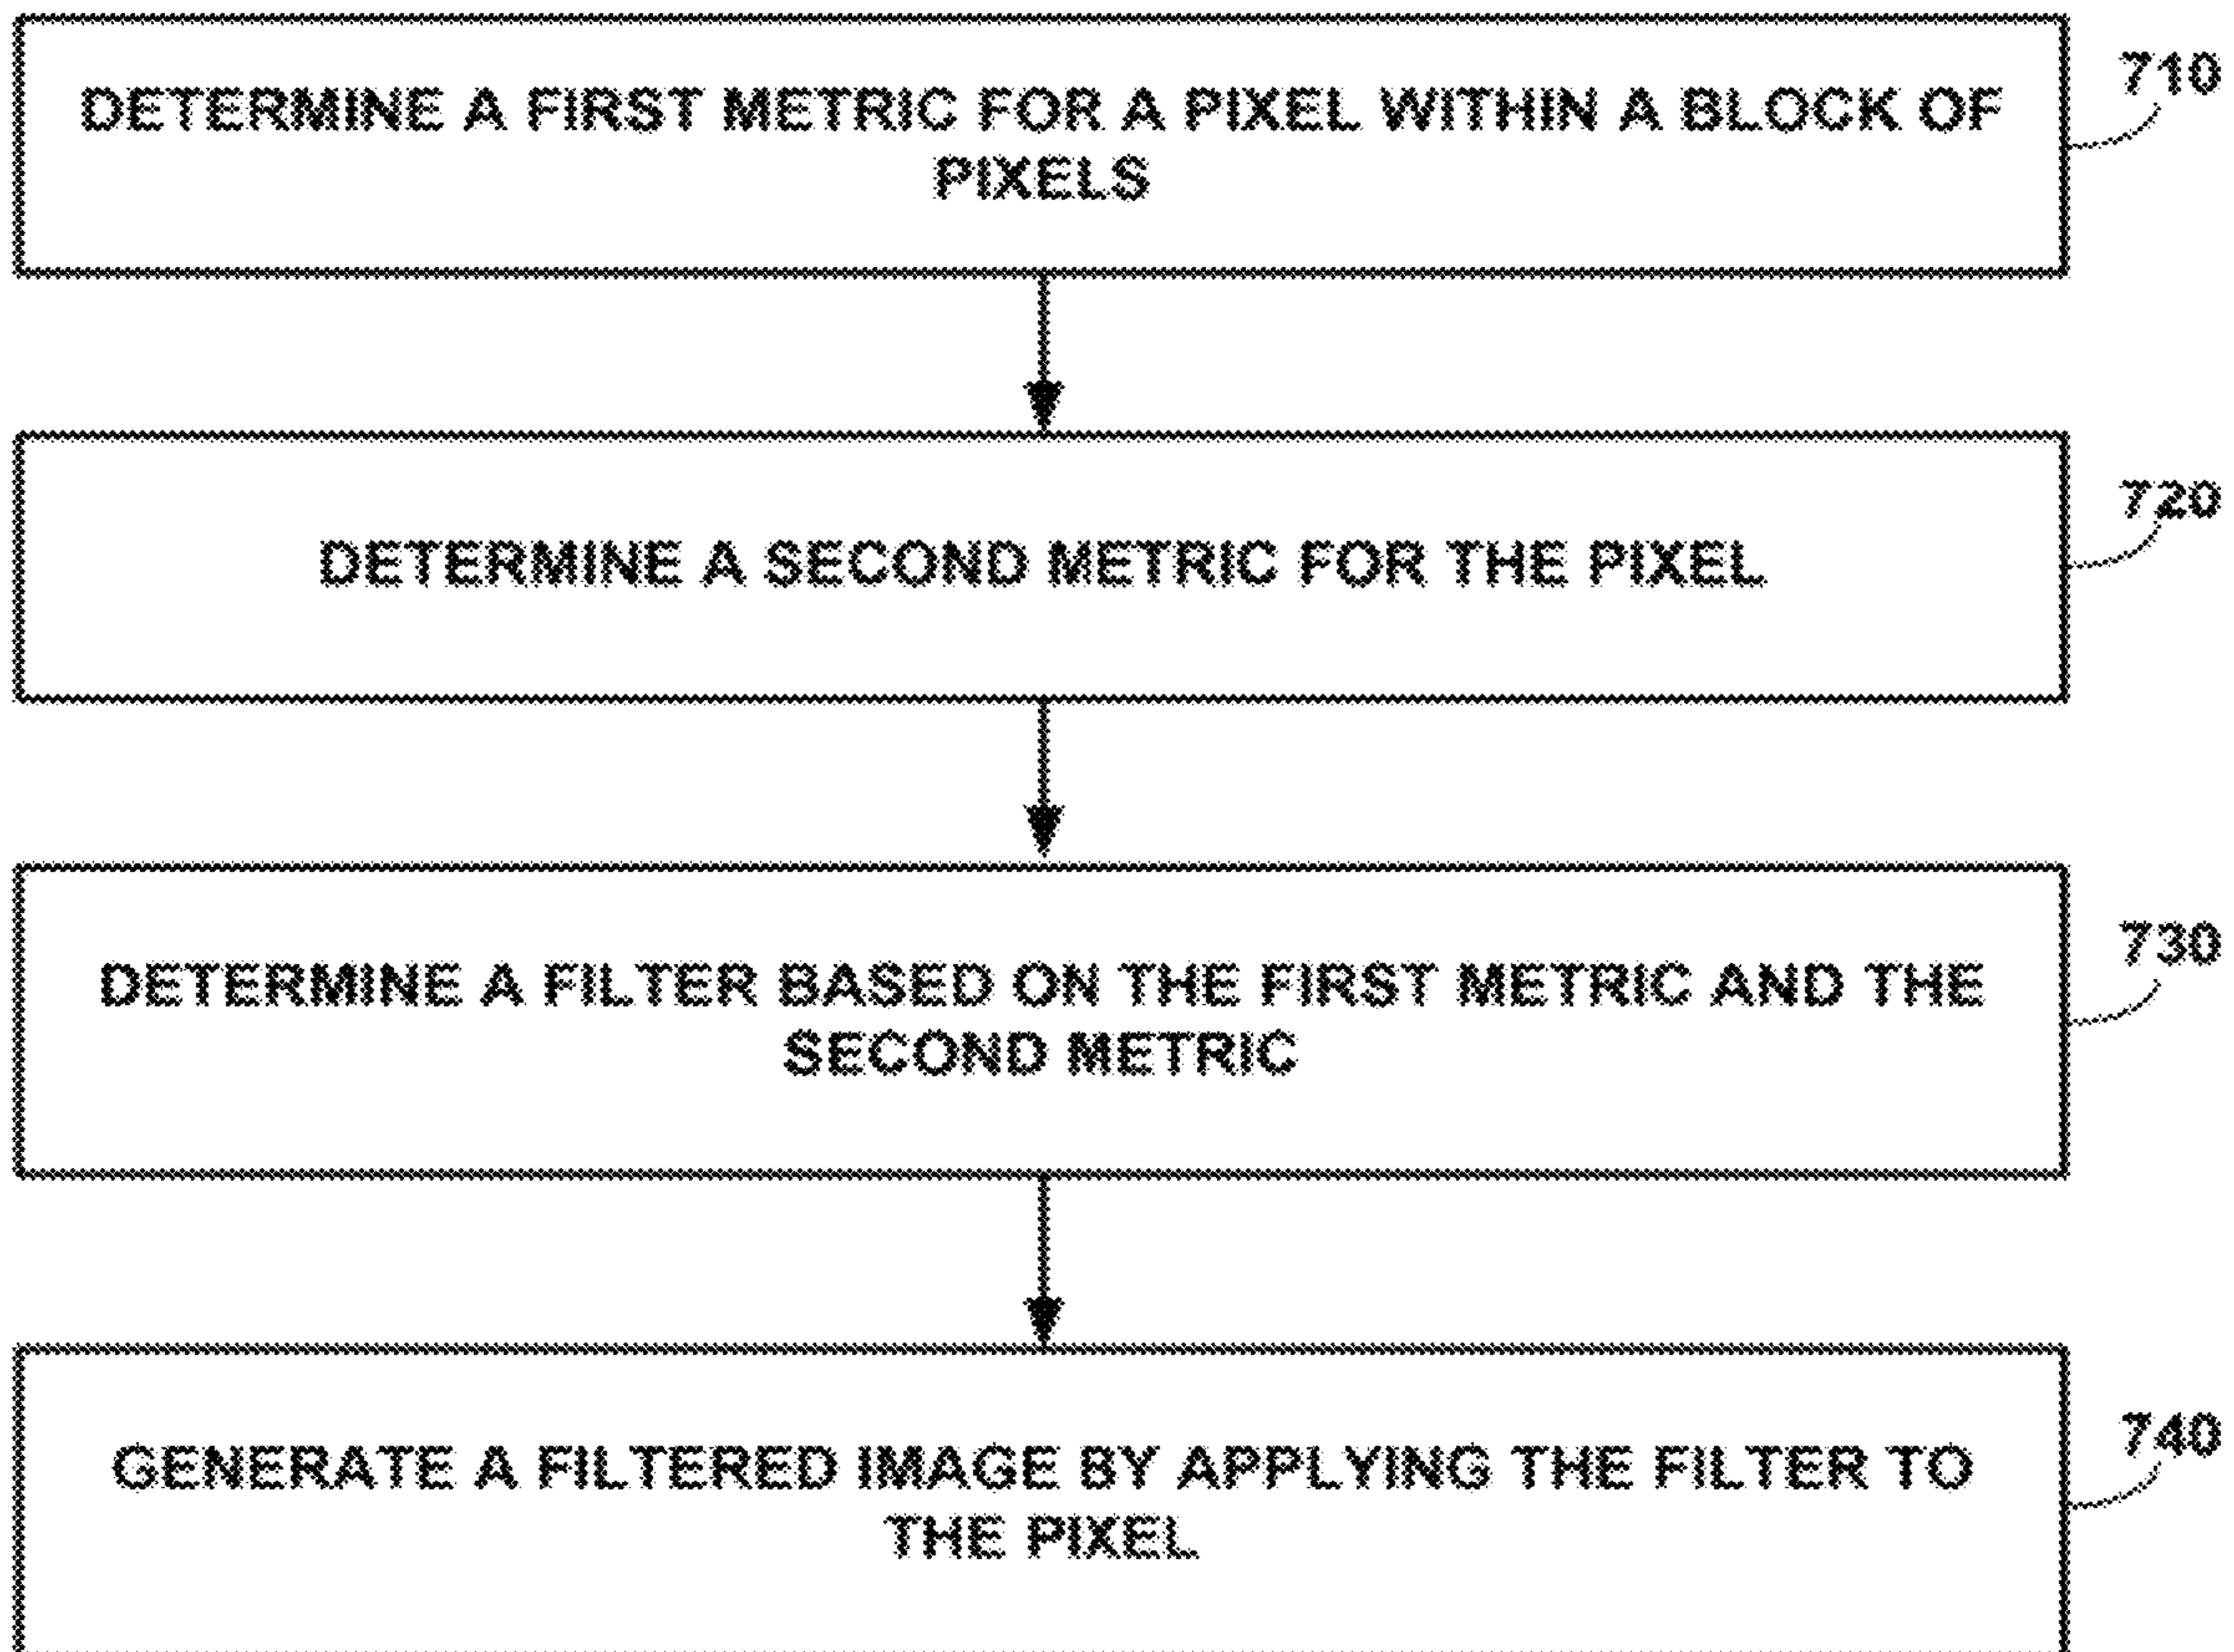 DETERMINE A FIRST METRIC FOR A PIXEL WITHIN A BLOCK OF
PIXELS
710
DETERMINE A SECOND METRIC FOR THE PIXEL
720
DETERMINE A FILTER BASED ON THE FIRST METRIC AND THE
SECOND METRIC
730
GENERATE A FILTERED IMAGE BY APPLYING THE FILTER TO
THE PIXEL
740